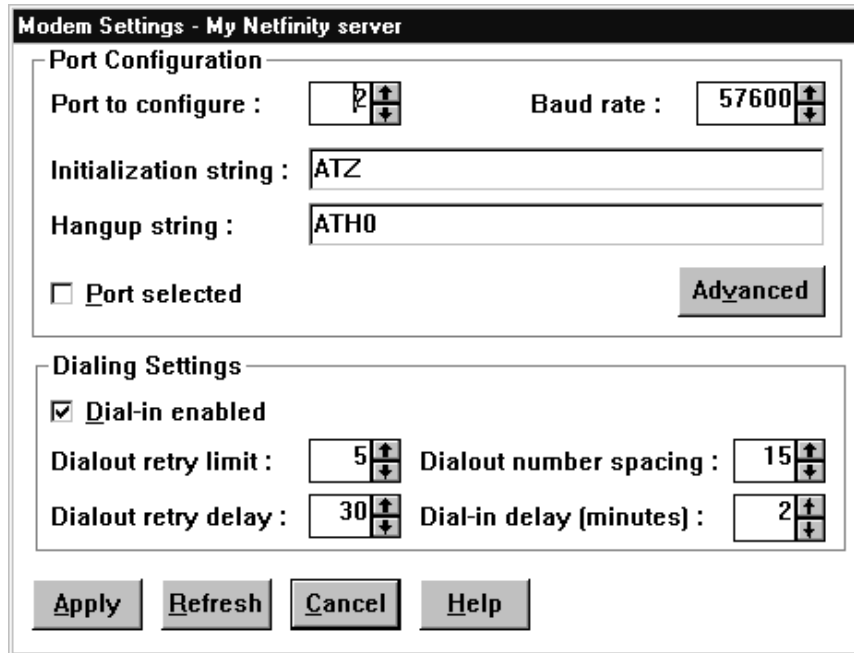 Modem Settings - My Netfinity server
Port Configuration
Port to configure : 2 Baud rate : 57600
Initialization string : ATZ
Hangup string : ATH0
Port selected Advanced
Dialing Settings
Dial-in enabled
Dialout retry limit : 5 Dialout number spacing : 15
Dialout retry delay : 30 Dial-in delay (minutes) : 2
Apply Refresh Cancel Help